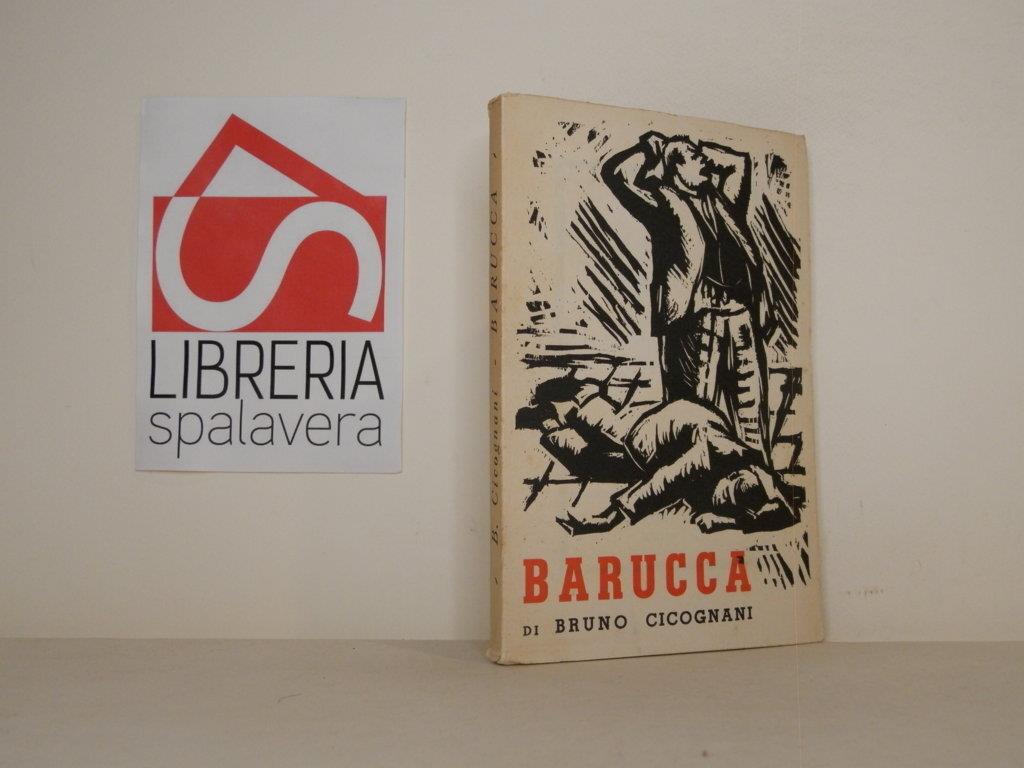 LIBRERIA
spalavera
- B. Cicognani - BARUCCA -
BARUCCA
DI BRUNO CICOGNANI